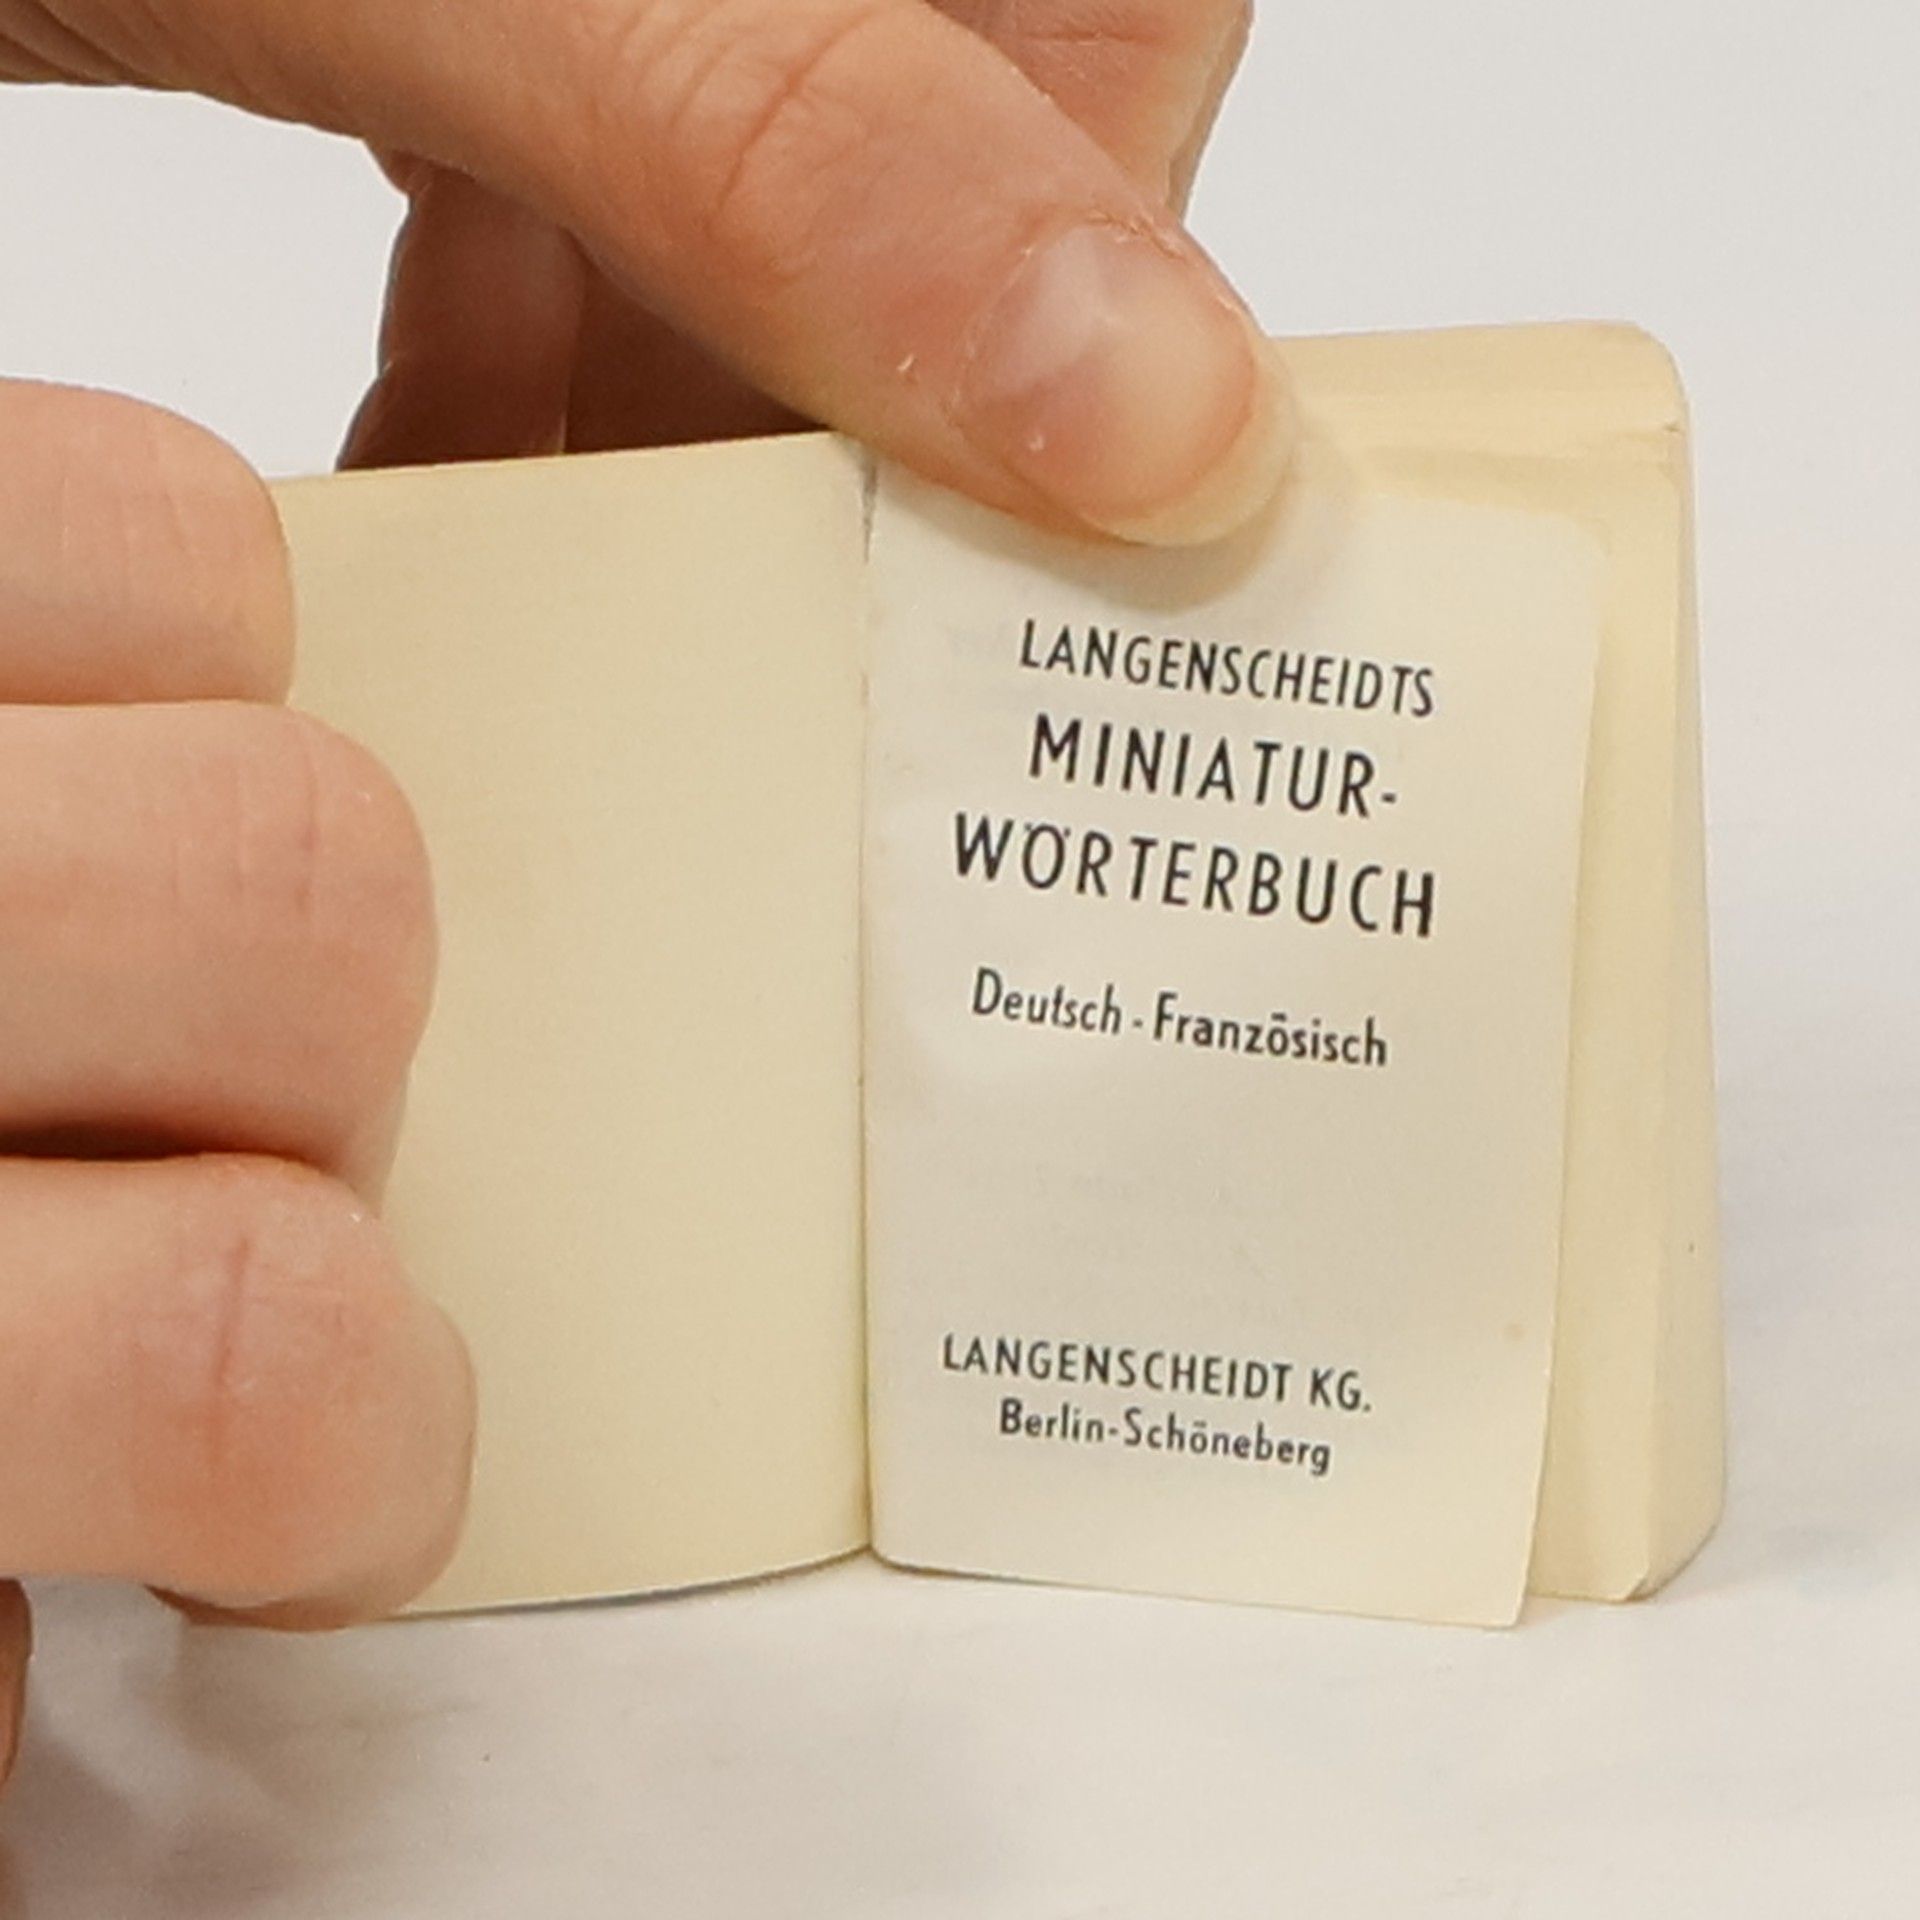 LANGENSCHEIDTS
MINIATUR-
WÖRTERBUCH
Deutsch - Französisch
LANGENSCHEIDT KG.
Berlin-Schöneberg